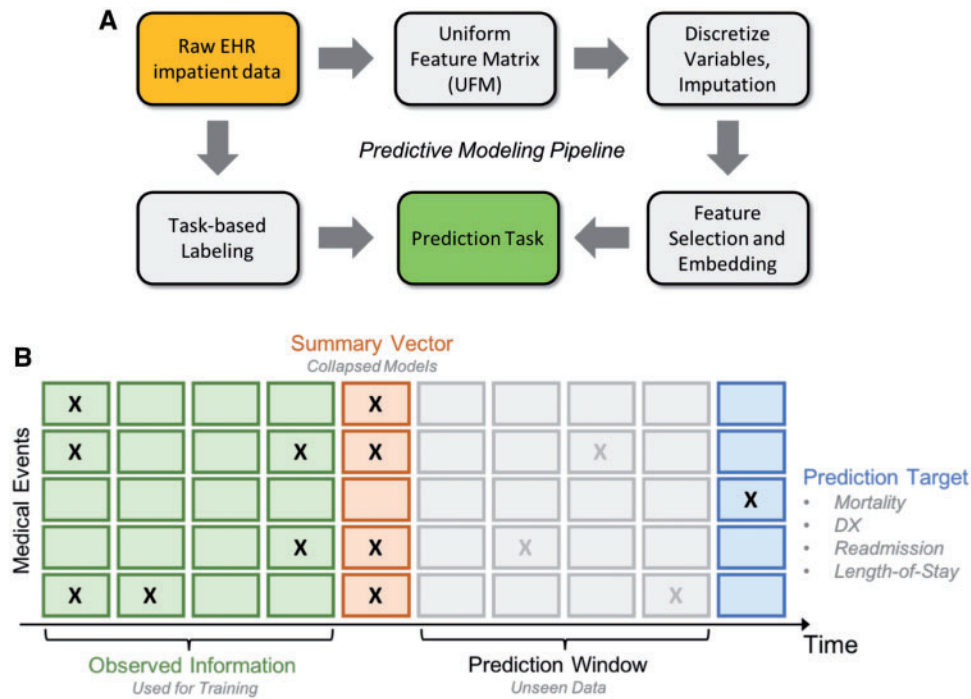 A
Raw EHR
impatient data
Uniform
Feature Matrix
(UFM)
Discretize
Variables,
Imputation
Predictive Modeling Pipeline
Task-based
Labeling
Prediction Task
Feature
Selection and
Embedding
B
Summary Vector
Collapsed Models
Medical Events
X X
X X X X
X
X X X
X X X X
Prediction Target
• Mortality
• DX
• Readmission
• Length-of-Stay
Time
Observed Information
Used for Training
Prediction Window
Unseen Data